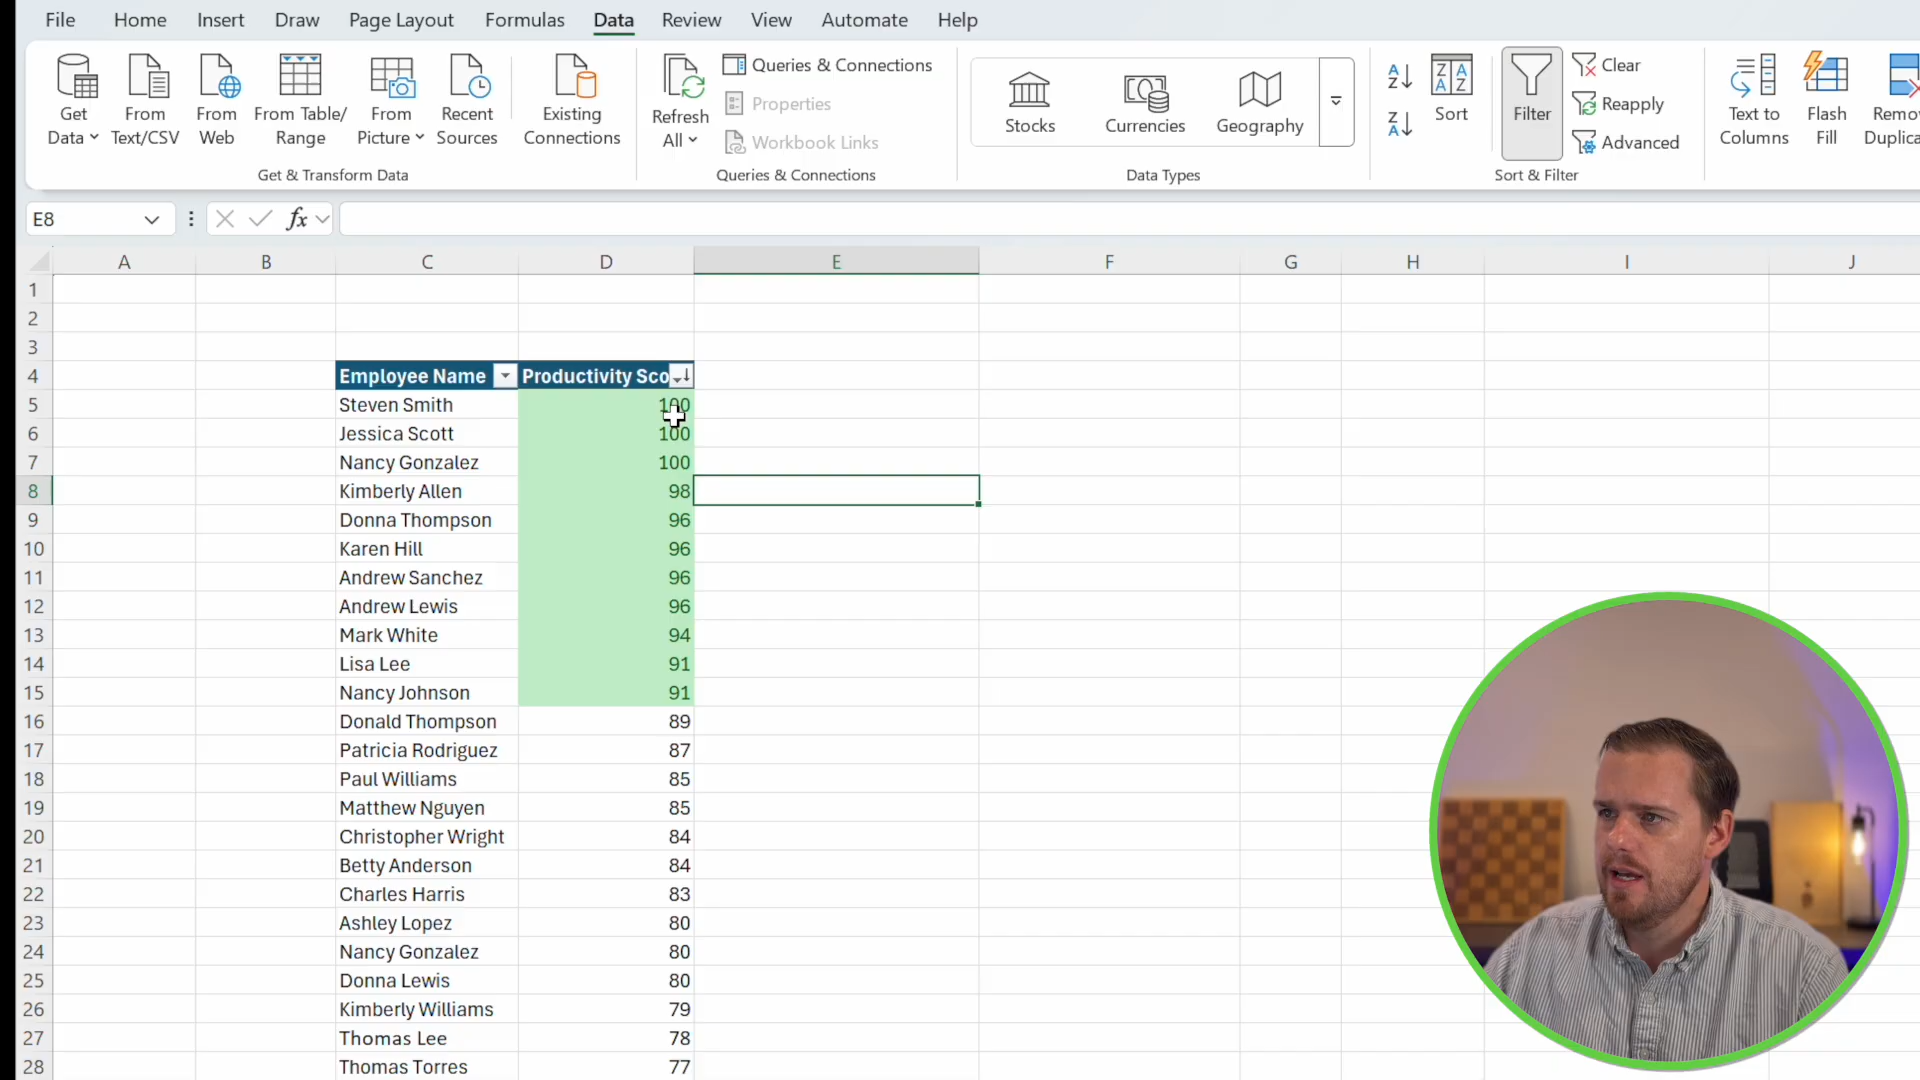 File Home Insert Draw Page Layout Formulas Data Review View Automate Help
Get Data
From Text/CSV
From Web
From Table/ Range
From Picture
Recent Sources
Existing Connections
Get & Transform Data
Refresh All
Queries & Connections
Properties
Workbook Links
Queries & Connections
Stocks
Currencies
Geography
Data Types
Sort
Filter
Clear
Reapply
Advanced
Sort & Filter
Text to Columns
Flash Fill
Remov
Duplica
E8
fx
A B C D E F G H I J
1
2
3
4 Employee Name Productivity Sco
5 Steven Smith 100
6 Jessica Scott 100
7 Nancy Gonzalez 100
8 Kimberly Allen 98
9 Donna Thompson 96
10 Karen Hill 96
11 Andrew Sanchez 96
12 Andrew Lewis 96
13 Mark White 94
14 Lisa Lee 91
15 Nancy Johnson 91
16 Donald Thompson 89
17 Patricia Rodriguez 87
18 Paul Williams 85
19 Matthew Nguyen 85
20 Christopher Wright 84
21 Betty Anderson 84
22 Charles Harris 83
23 Ashley Lopez 80
24 Nancy Gonzalez 80
25 Donna Lewis 80
26 Kimberly Williams 79
27 Thomas Lee 78
28 Thomas Torres 77